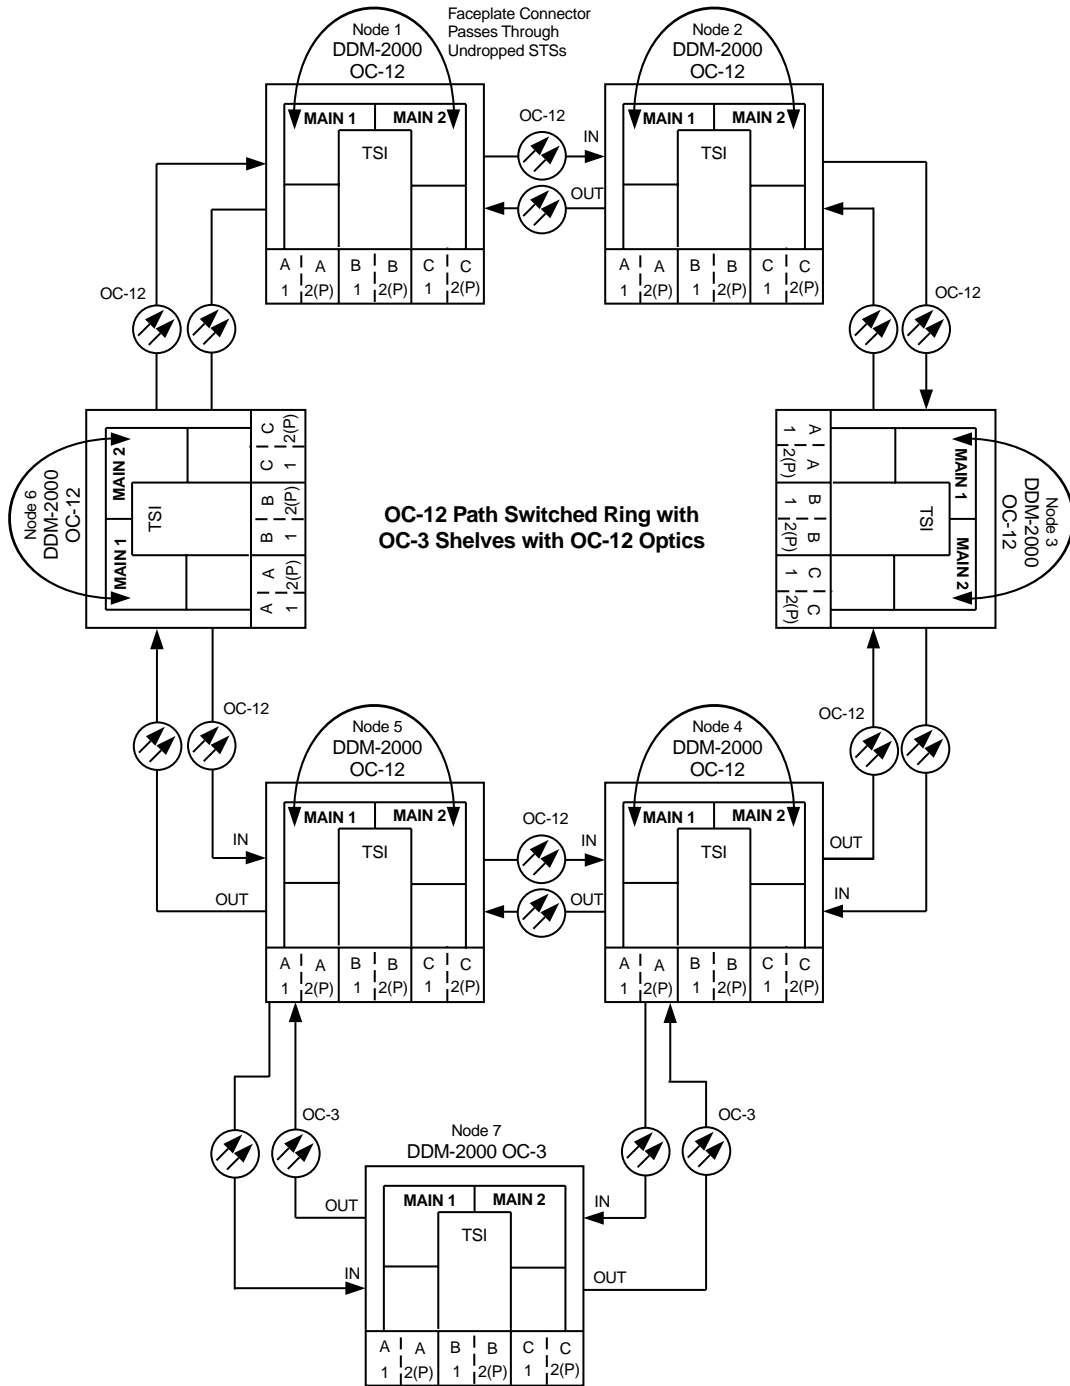 Faceplate Connector
Passes Through
Undropped STSs
Node 1
DDM-2000
OC-12
MAIN 1 MAIN 2
TSI
A A B B C C
1 2(P) 1 2(P) 1 2(P)
OC-12
IN
OUT
Node 2
DDM-2000
OC-12
MAIN 1 MAIN 2
TSI
A A B B C C
1 2(P) 1 2(P) 1 2(P)
OC-12
OC-12
Node 6
DDM-2000
OC-12
MAIN 1 MAIN 2
TSI
A A B B C C
1 2(P) 1 2(P) 1 2(P)
OC-12 Path Switched Ring with
OC-3 Shelves with OC-12 Optics
Node 3
DDM-2000
OC-12
MAIN 1 MAIN 2
TSI
A A B B C C
1 2(P) 1 2(P) 1 2(P)
OC-12
OC-12
Node 5
DDM-2000
OC-12
MAIN 1 MAIN 2
TSI
IN
OUT
A A B B C C
1 2(P) 1 2(P) 1 2(P)
OC-12
IN
OUT
Node 4
DDM-2000
OC-12
MAIN 1 MAIN 2
TSI
OUT
IN
A A B B C C
1 2(P) 1 2(P) 1 2(P)
OC-3
OC-3
Node 7
DDM-2000 OC-3
MAIN 1 MAIN 2
TSI
OUT
IN
IN
OUT
A A B B C C
1 2(P) 1 2(P) 1 2(P)